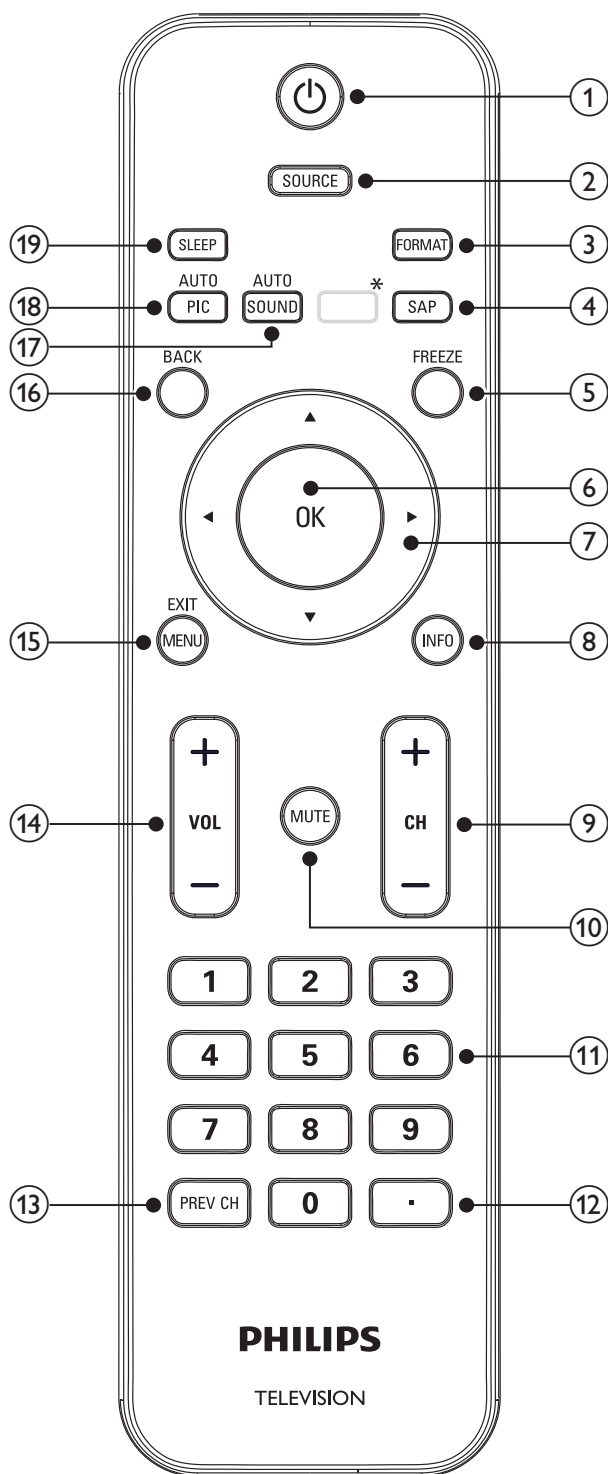 ①
SOURCE ②
⑲ SLEEP FORMAT ③
AUTO AUTO *
⑱ PIC SOUND SAP ④
⑰
BACK FREEZE
⑯ ⑤
⑥
OK
⑦
EXIT
⑮ MENU INFO ⑧
+ +
⑭ VOL MUTE CH ⑨
− −
⑩
1 2 3
4 5 6 ⑪
7 8 9
⑬ PREV CH 0 . ⑫
PHILIPS
TELEVISION